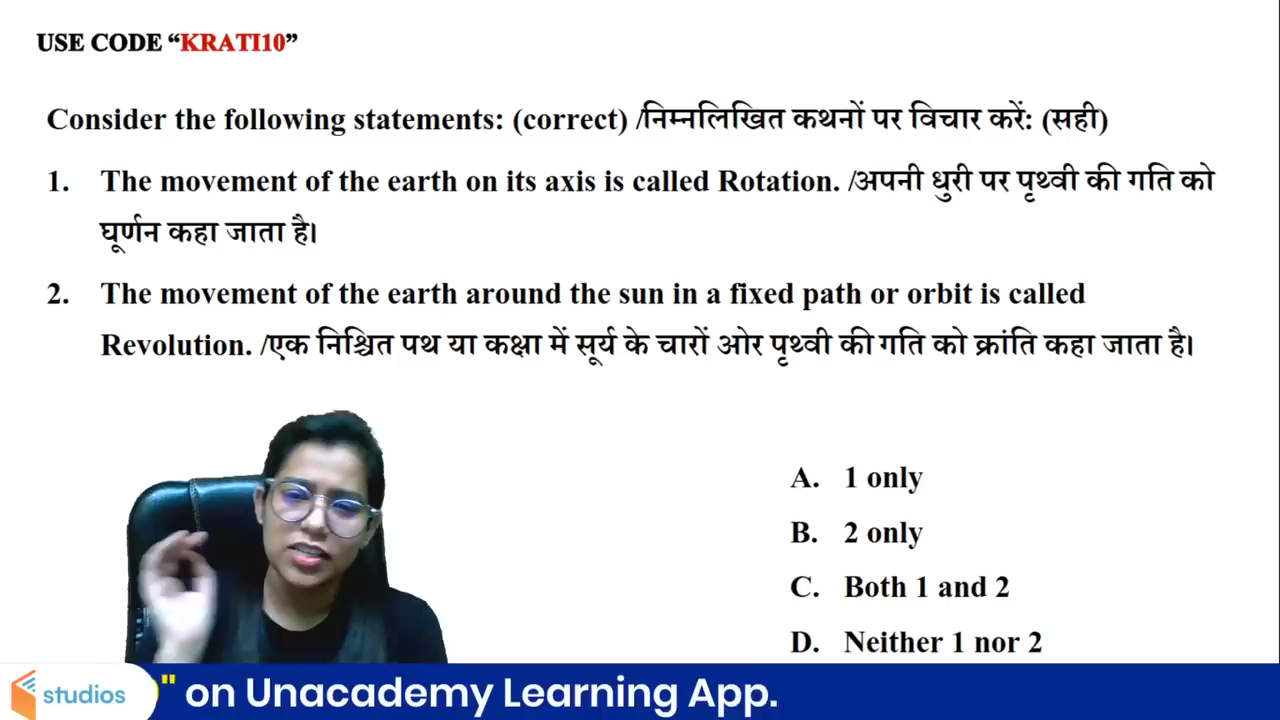 USE CODE “KRATI10”
Consider the following statements: (correct) /निम्नलिखित कथनों पर विचार करें: (सही)
1. The movement of the earth on its axis is called Rotation. /अपनी धुरी पर पृथ्वी की गति को
घूर्णन कहा जाता है।
2. The movement of the earth around the sun in a fixed path or orbit is called
Revolution. /एक निश्चित पथ या कक्षा में सूर्य के चारों ओर पृथ्वी की गति को क्रांति कहा जाता है।
A. 1 only
B. 2 only
C. Both 1 and 2
D. Neither 1 nor 2
studios " on Unacademy Learning App.